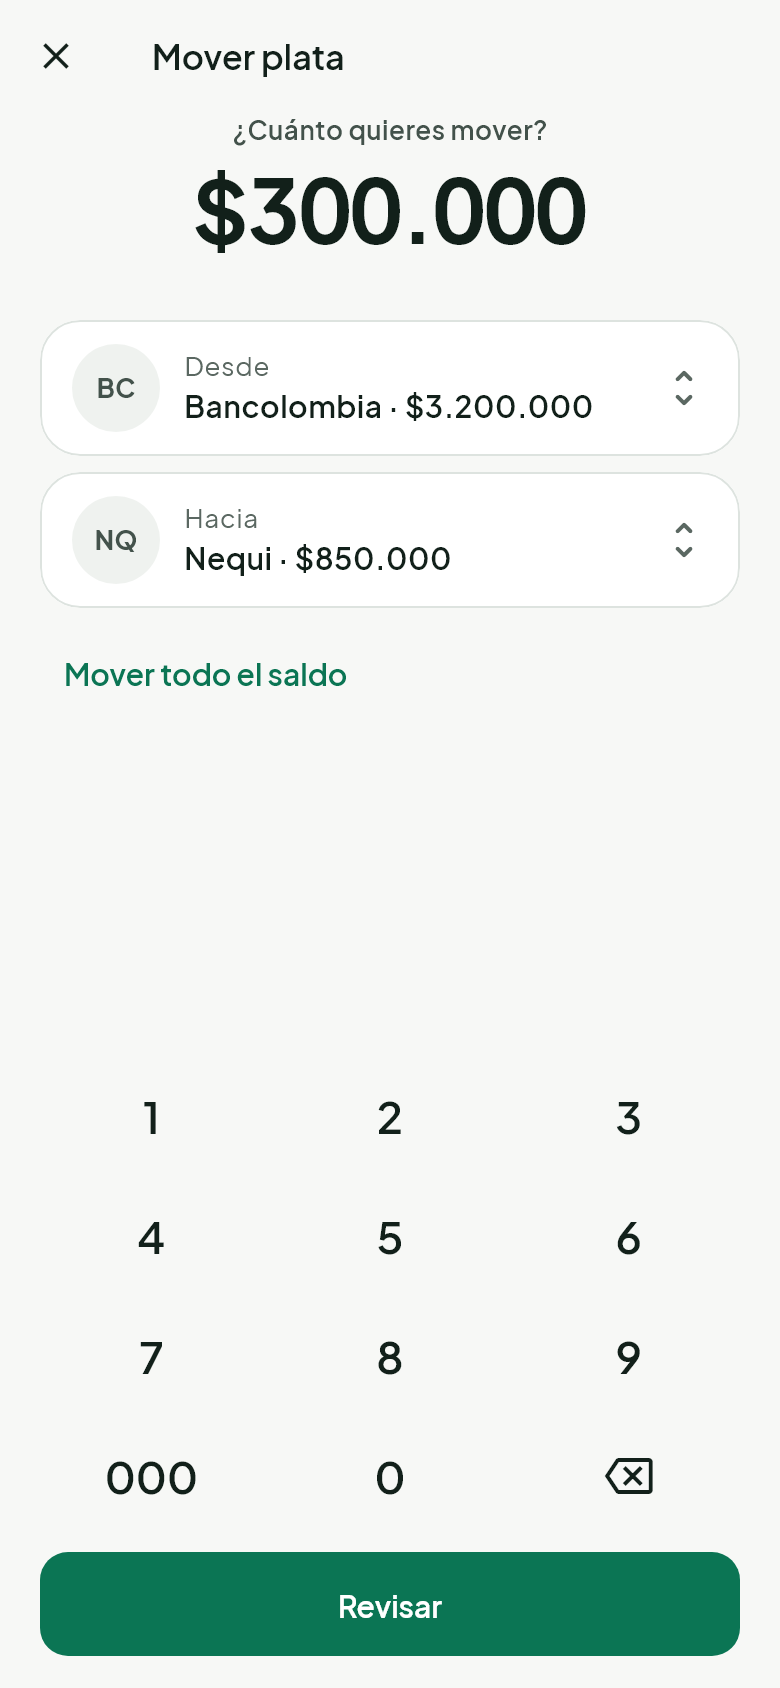 Mover plata
¿Cuánto quieres mover?
$300.000
BC
Desde
Bancolombia · $3.200.000
NQ
Hacia
Nequi · $850.000
Mover todo el saldo
1 2 3
4 5 6
7 8 9
000 0
Revisar